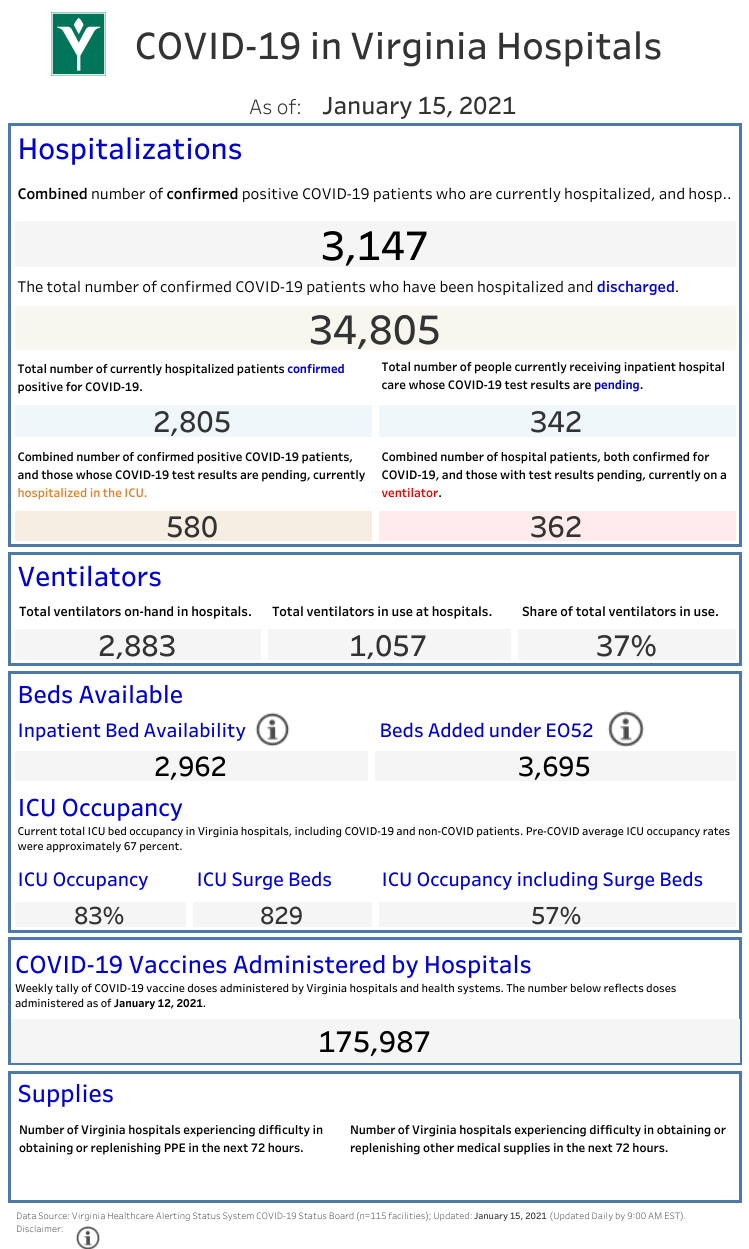 COVID-19 in Virginia Hospitals
As of: January 15, 2021
Hospitalizations
Combined number of confirmed positive COVID-19 patients who are currently hospitalized, and hosp..
3,147
The total number of confirmed COVID-19 patients who have been hospitalized and discharged.
34,805
Total number of currently hospitalized patients confirmed
positive for COVID-19.
Total number of people currently receiving inpatient hospital
care whose COVID-19 test results are pending.
2,805
342
Combined number of confirmed positive COVID-19 patients,
and those whose COVID-19 test results are pending, currently
hospitalized in the ICU.
Combined number of hospital patients, both confirmed for
COVID-19, and those with test results pending, currently on a
ventilator.
580
362
Ventilators
Total ventilators on-hand in hospitals.
Total ventilators in use at hospitals.
Share of total ventilators in use.
2,883
1,057
37%
Beds Available
Inpatient Bed Availability
Beds Added under EO52
2,962
3,695
ICU Occupancy
Current total ICU bed occupancy in Virginia hospitals, including COVID-19 and non-COVID patients. Pre-COVID average ICU occupancy rates
were approximately 67 percent.
ICU Occupancy
ICU Surge Beds
ICU Occupancy including Surge Beds
83%
829
57%
COVID-19 Vaccines Administered by Hospitals
Weekly tally of COVID-19 vaccine doses administered by Virginia hospitals and health systems. The number below reflects doses
administered as of January 12, 2021.
175,987
Supplies
Number of Virginia hospitals experiencing difficulty in
obtaining or replenishing PPE in the next 72 hours.
Number of Virginia hospitals experiencing difficulty in obtaining or
replenishing other medical supplies in the next 72 hours.
Data Source: Virginia Healthcare Alerting Status System COVID-19 Status Board (n=115 facilities); Updated: January 15, 2021 (Updated Daily by 9:00 AM EST).
Disclaimer: